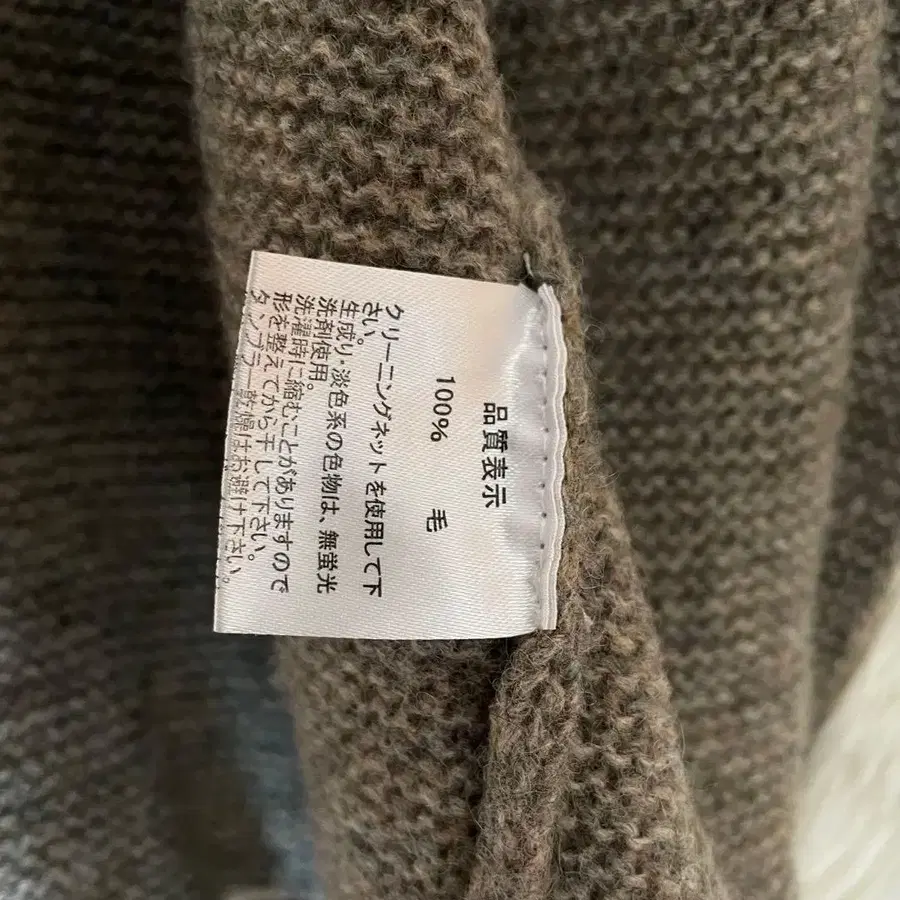 品質表示
100% 毛
クリーニングネットを使用して下
さい。
生成り・淡色系の色物は、無蛍光
洗剤使用。
洗濯時に縮むことがありますので
形を整えてから干して下さい。
タンブラー乾燥はお避け下さい。